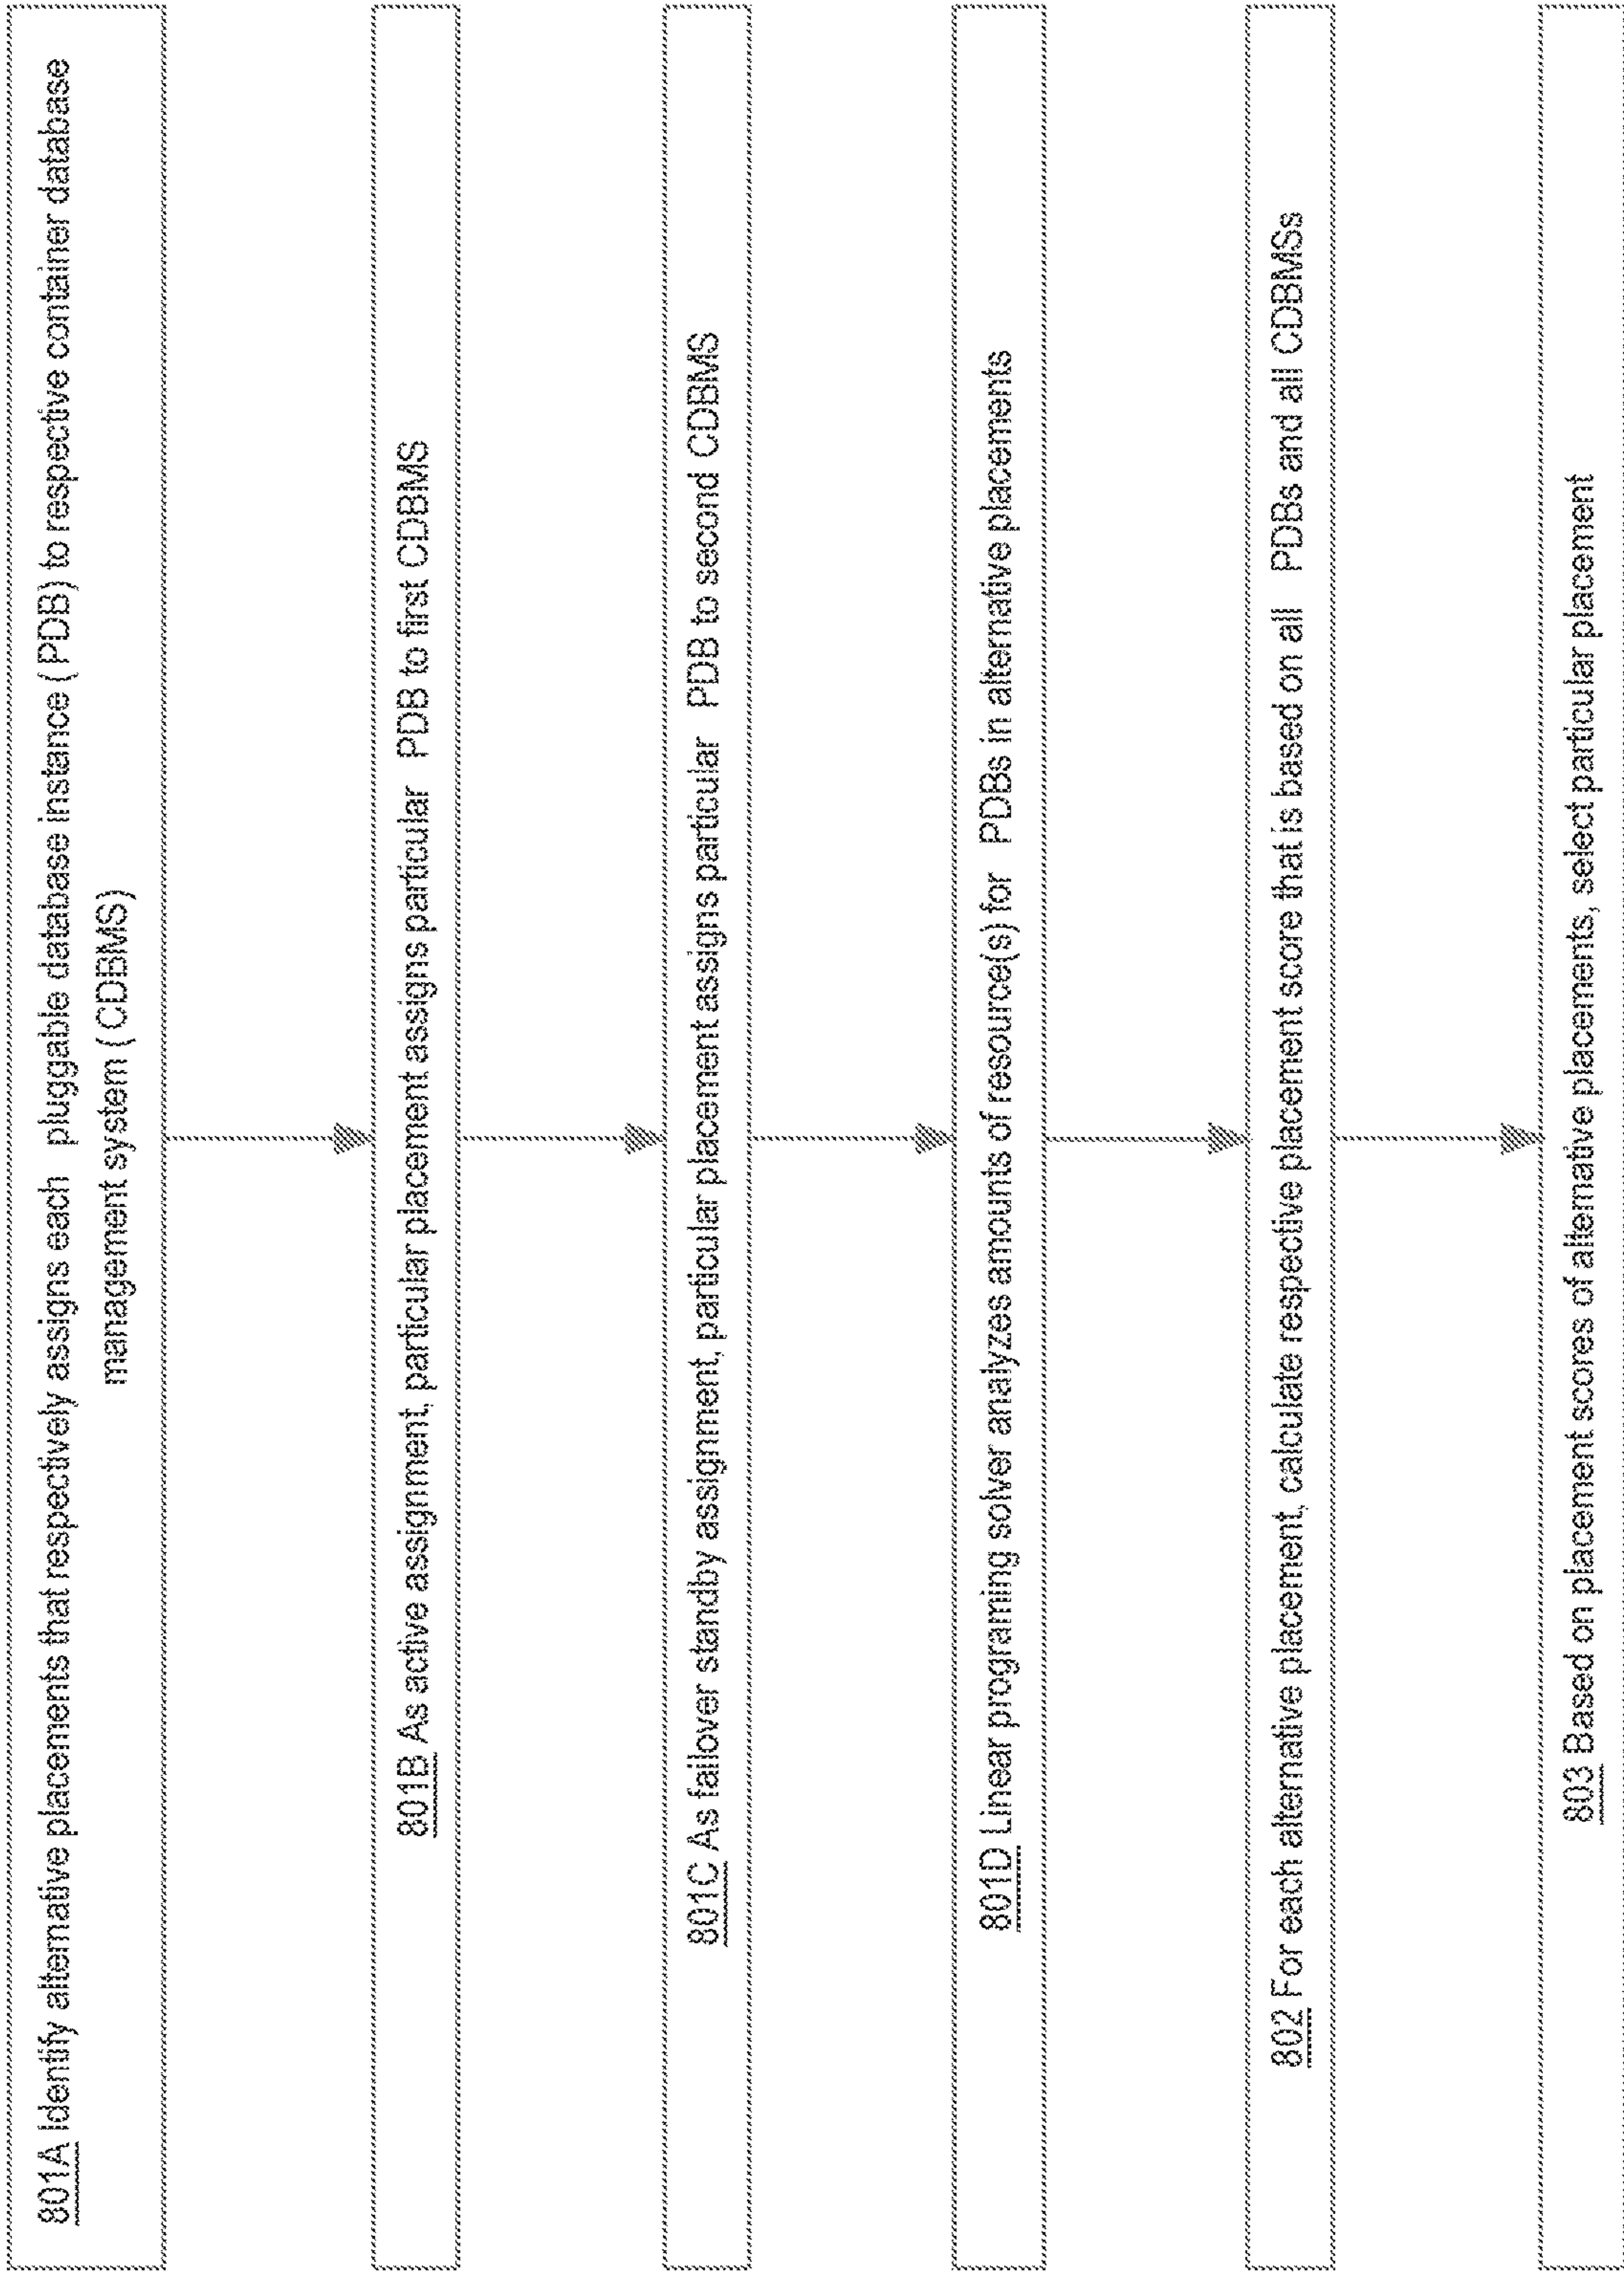 801A Identify alternative placements that respectively assigns each pluggable database instance ( PDB) to respective container database
management system ( CDBMS)
801B As active assignment, particular placement assigns particular PDB to first CDBMS
801C As failover standby assignment, particular placement assigns particular PDB to second CDBMS
801D Linear programing solver analyzes amounts of resource(s) for PDBs in alternative placements
802 For each alternative placement, calculate respective placement score that is based on all PDBs and all CDBMSs
803 Based on placement scores of alternative placements, select particular placement